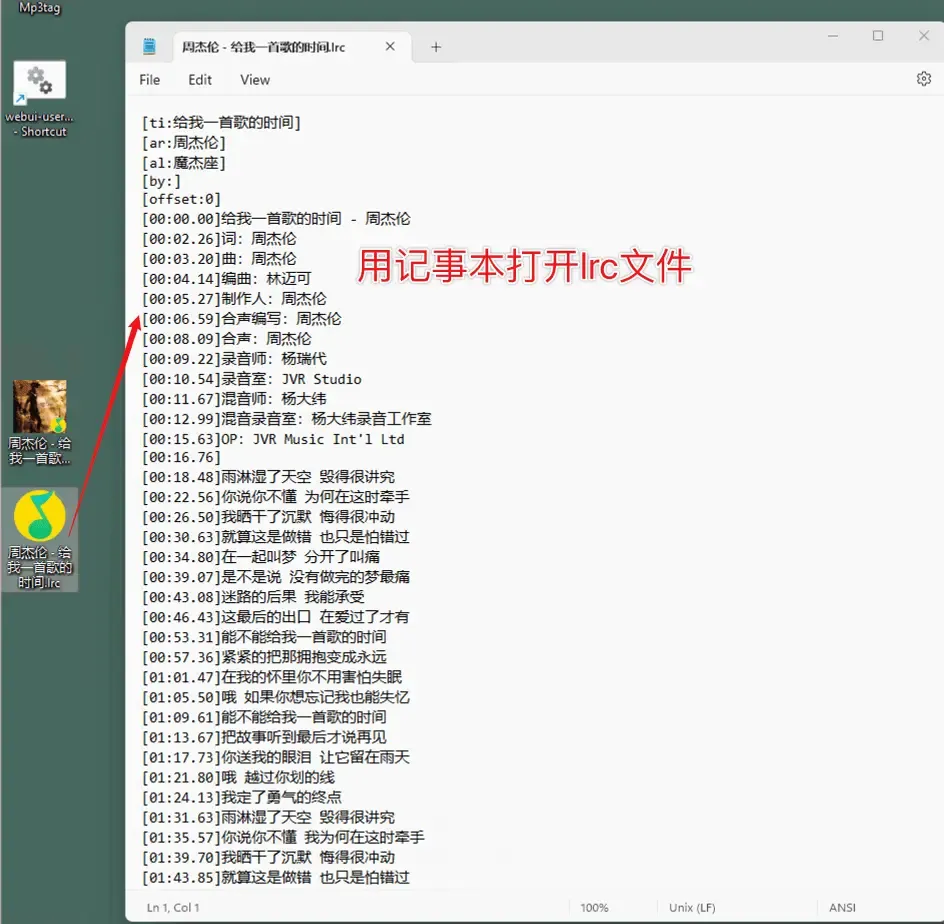 Mp3tag
webui-user...
- Shortcut
周杰伦 - 给
我一首歌...
周杰伦 - 给
我一首歌的
时间.lrc
周杰伦 - 给我一首歌的时间.lrc
File Edit View
[ti:给我一首歌的时间]
[ar:周杰伦]
[al:魔杰座]
[by:]
[offset:0]
[00:00.00]给我一首歌的时间 - 周杰伦
[00:02.26]词：周杰伦
[00:03.20]曲：周杰伦
[00:04.14]编曲：林迈可
[00:05.27]制作人：周杰伦
[00:06.59]合声编写：周杰伦
[00:08.09]合声：周杰伦
[00:09.22]录音师：杨瑞代
[00:10.54]录音室：JVR Studio
[00:11.67]混音师：杨大纬
[00:12.99]混音录音室：杨大纬录音工作室
[00:15.63]OP：JVR Music Int'l Ltd
[00:16.76]
[00:18.48]雨淋湿了天空 毁得很讲究
[00:22.56]你说你不懂 为何在这时牵手
[00:26.50]我晒干了沉默 悔得很冲动
[00:30.63]就算这是做错 也只是怕错过
[00:34.80]在一起叫梦 分开了叫痛
[00:39.07]是不是说 没有做完的梦最痛
[00:43.08]迷路的后果 我能承受
[00:46.43]这最后的出口 在爱过了才有
[00:53.31]能不能给我一首歌的时间
[00:57.36]紧紧的把那拥抱变成永远
[01:01.47]在我的怀里你不用害怕失眠
[01:05.50]哦 如果你想忘记我也能失忆
[01:09.61]能不能给我一首歌的时间
[01:13.67]把故事听到最后才说再见
[01:17.73]你送我的眼泪 让它留在雨天
[01:21.80]哦 越过你划的线
[01:24.13]我定了勇气的终点
[01:31.63]雨淋湿了天空 毁得很讲究
[01:35.57]你说你不懂 我为何在这时牵手
[01:39.70]我晒干了沉默 悔得很冲动
[01:43.85]就算这是做错 也只是怕错过
用记事本打开lrc文件
Ln 1, Col 1 100% Unix (LF) ANSI